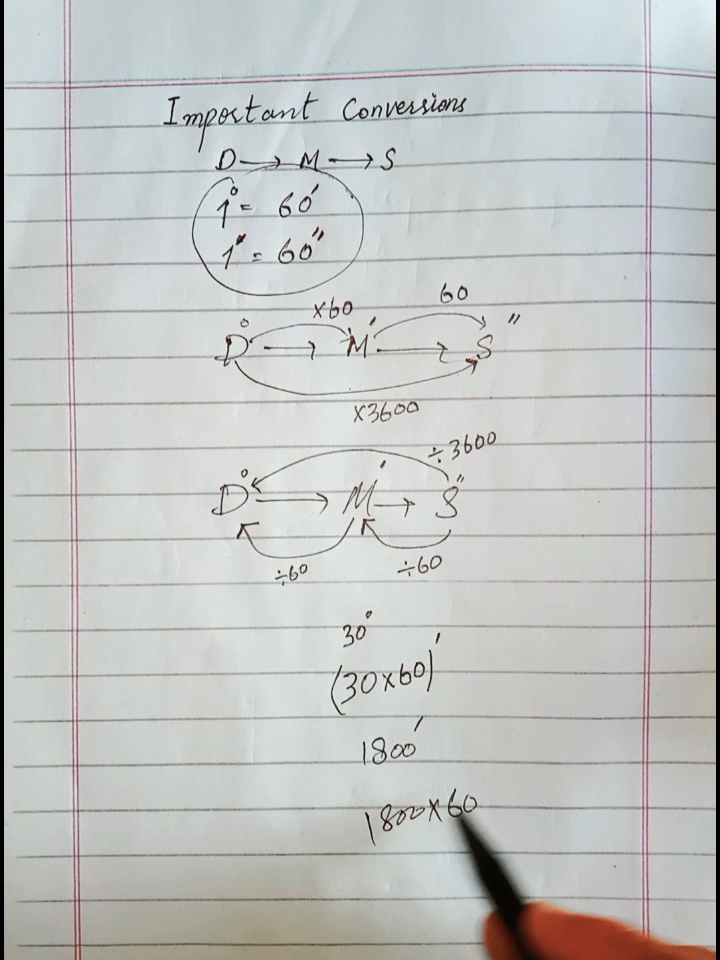 Important Conversions
D → M → S
1° = 60′
1′ = 60″
×60 60
D° → M′ → S″
×3600
÷3600
D° → M′ → S″
÷60 ÷60
30°
(30×60)′
1800′
1800×60